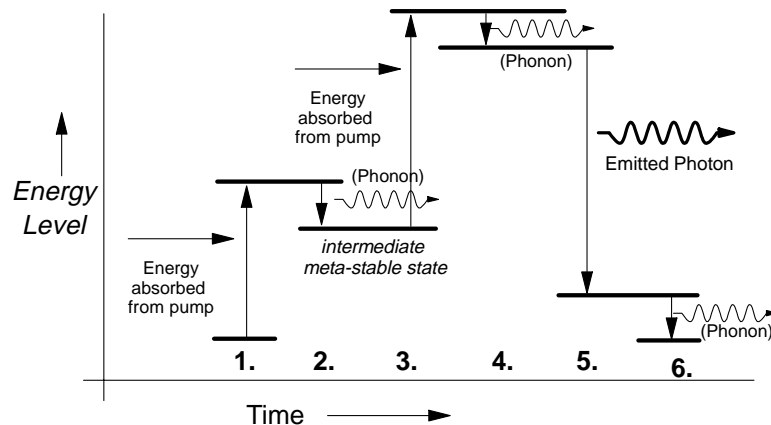 (Phonon)
Energy
absorbed
from pump
Emitted Photon
(Phonon)
Energy
Level
intermediate
meta-stable state
Energy
absorbed
from pump
(Phonon)
1.
2.
3.
4.
5.
6.
Time